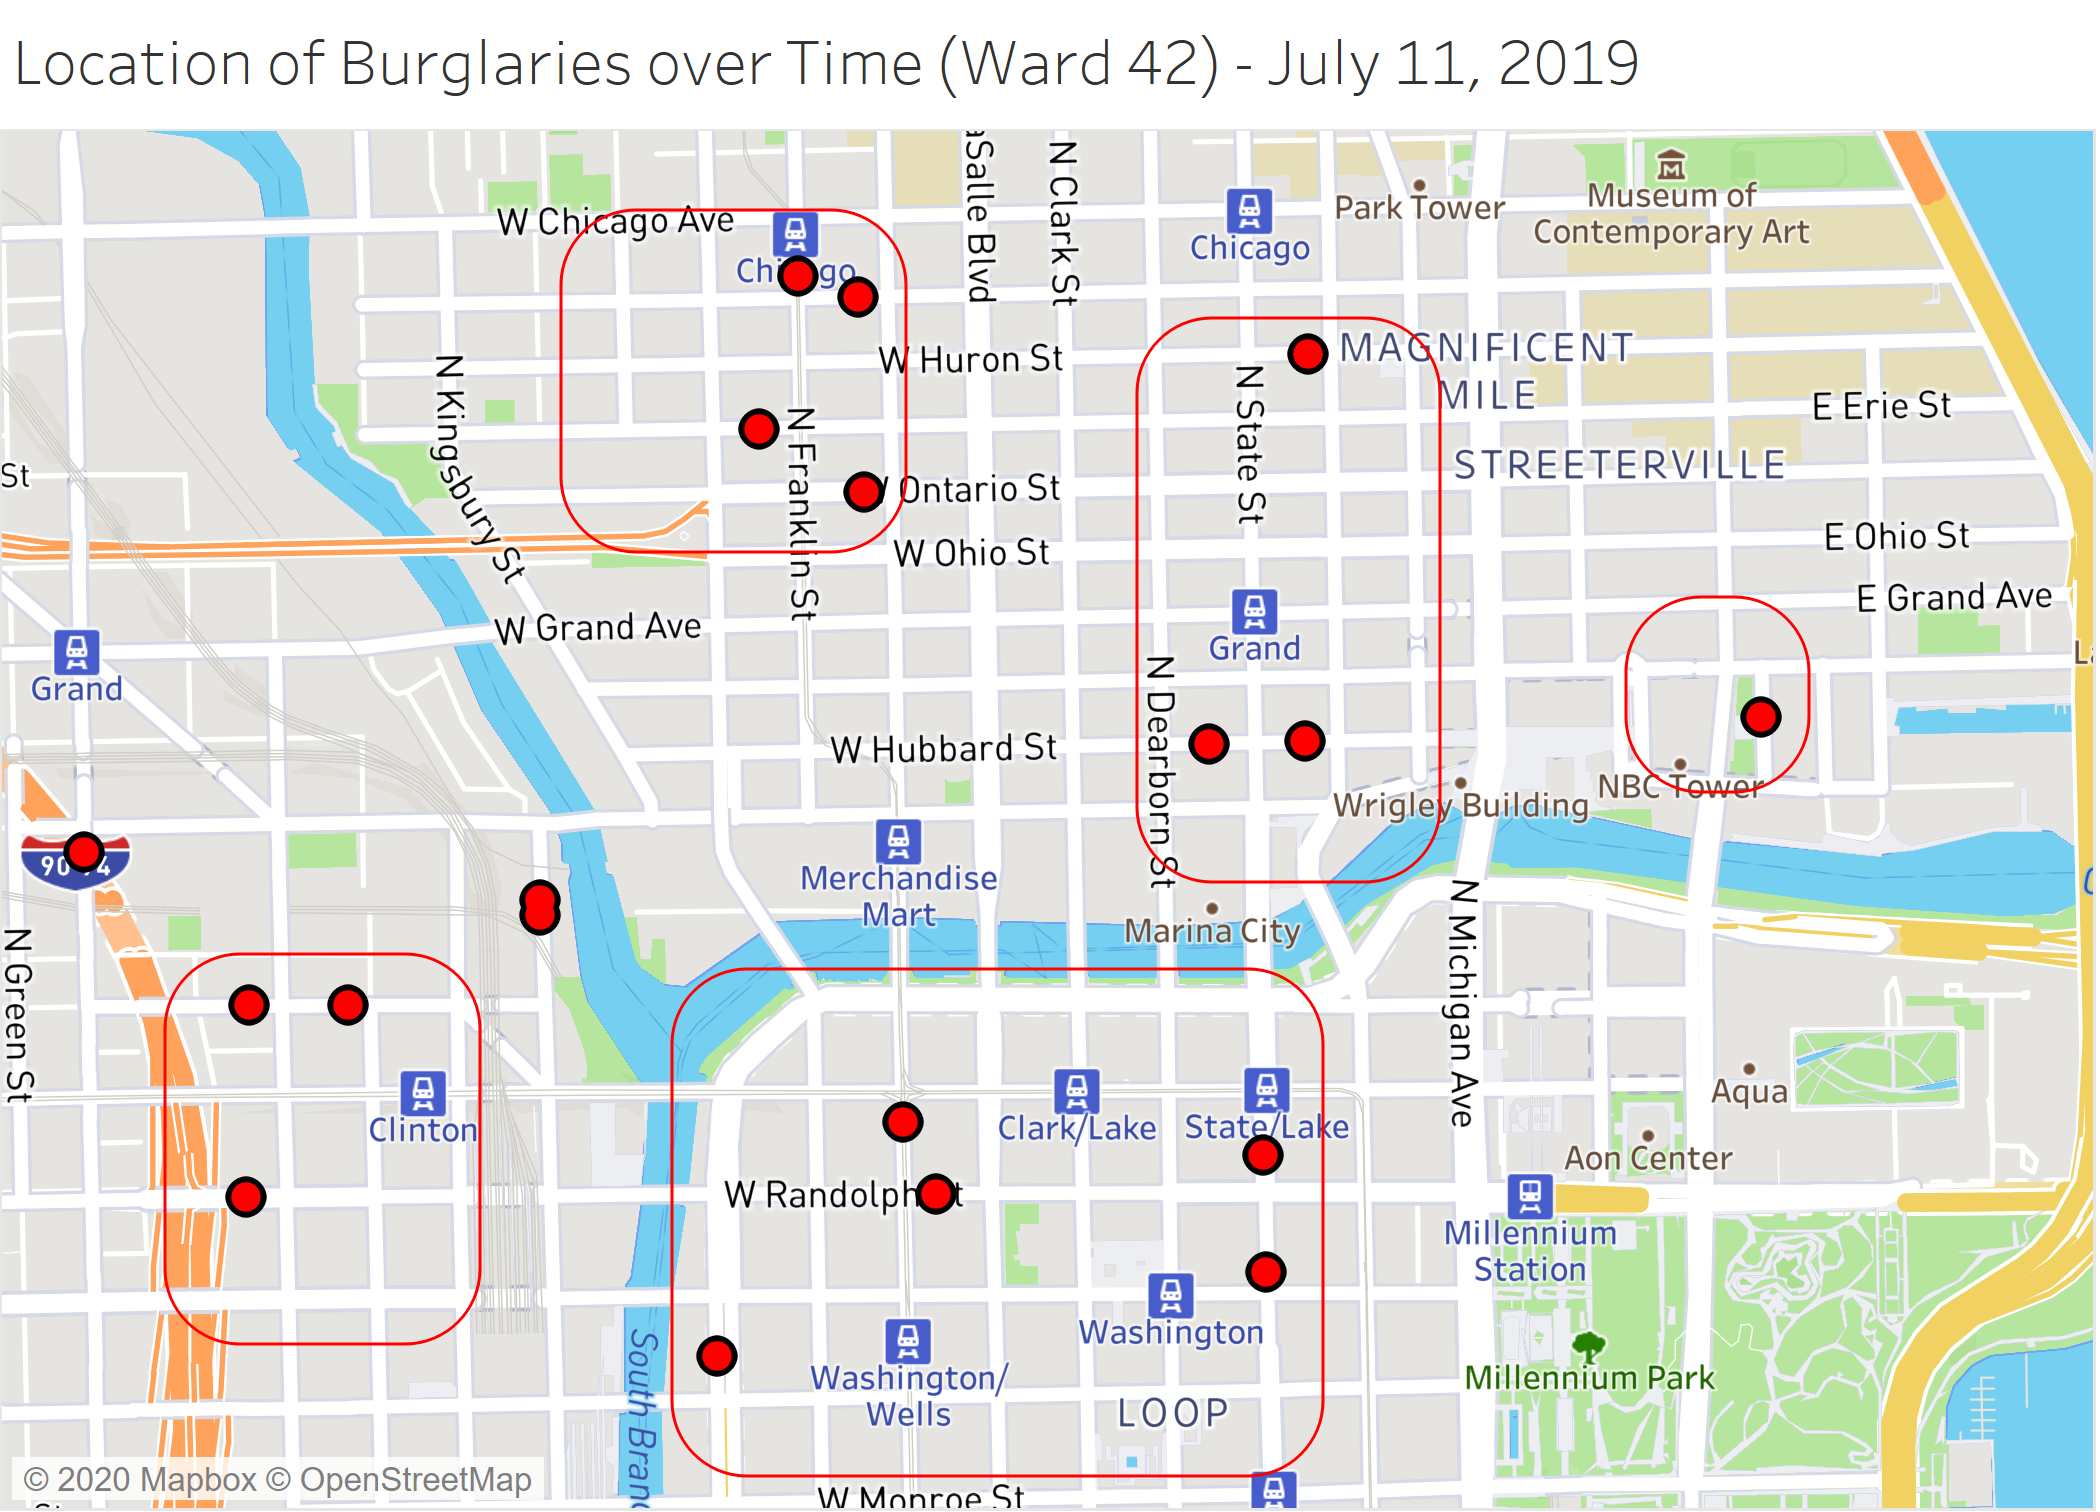 Location of Burglaries over Time (Ward 42) - July 11, 2019
aSalle Blvd
N Clark St
Park Tower
Museum of
Contemporary Art
W Chicago Ave
Chicago
W Huron St
MAGNIFICENT
MILE
N Kingsbury St
N Franklin St
N State St
E Erie St
STREETERVILLE
St
Ontario St
W Ohio St
E Ohio St
E Grand Ave
W Grand Ave
Grand
Grand
N Dearborn St
W Hubbard St
NBC Tower
Wrigley Building
90
Merchandise
Mart
Marina City
N Michigan Ave
N Green St
Clinton
Clark/Lake
State/Lake
Aqua
Aon Center
W Randolph
Millennium
Station
Washington
Washington/
Wells
Millennium Park
LOOP
South Branc
W Monroe St
© 2020 Mapbox © OpenStreetMap